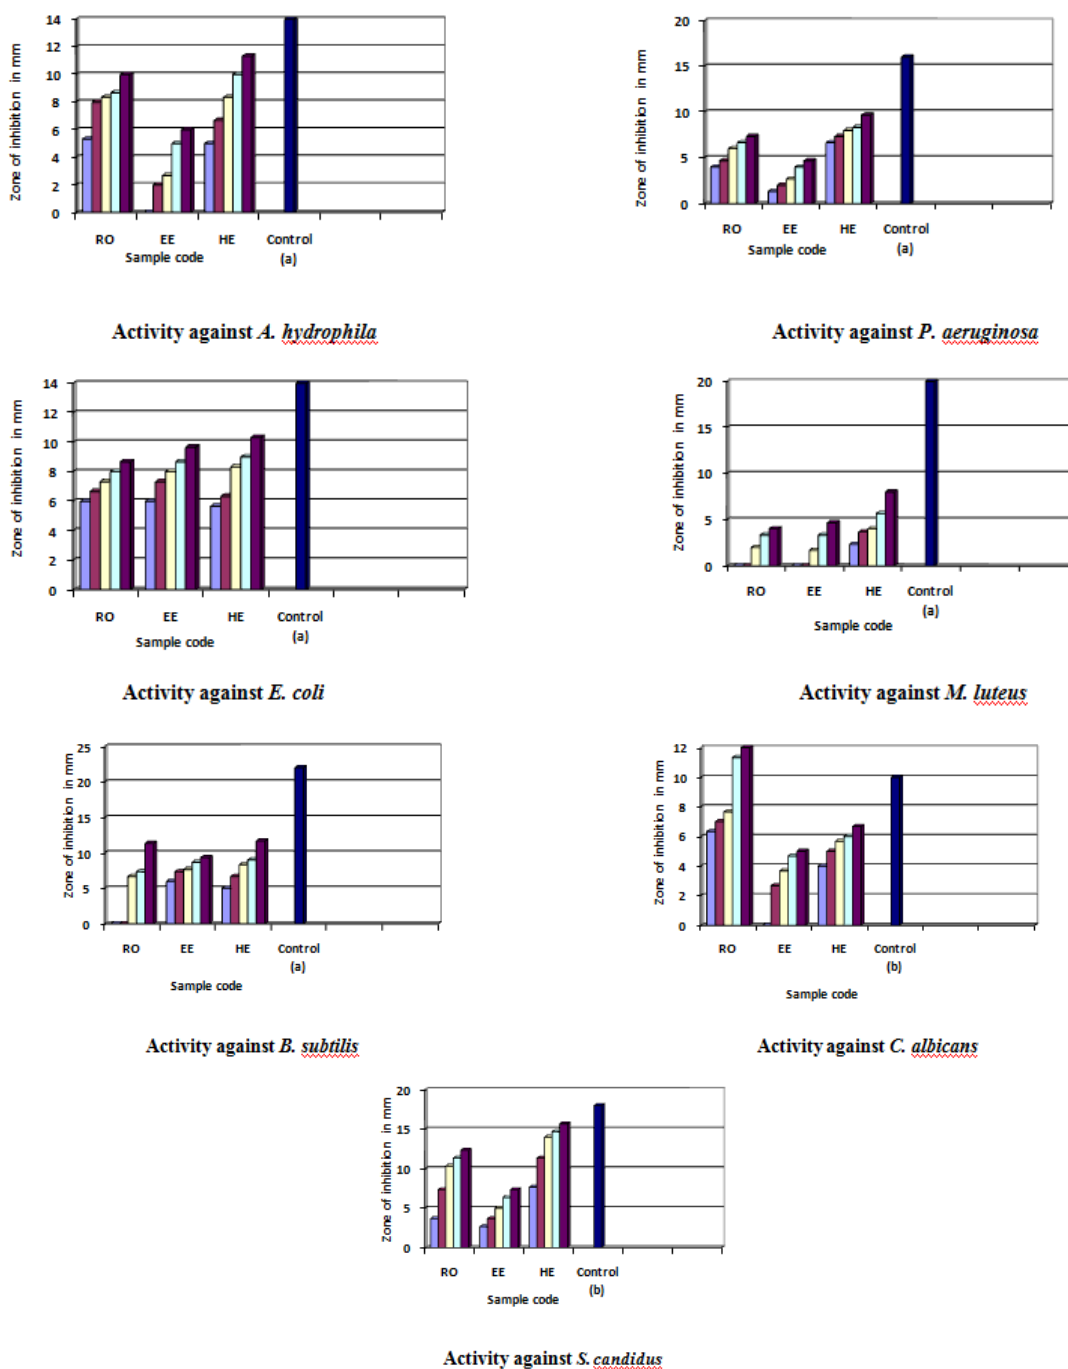 Zone of inhibition in mm
14
12
10
8
6
4
2
0
RO EE HE Control
Sample code (a)
Activity against A. hydrophila
Zone of inhibition in mm
20
15
10
5
0
RO EE HE Control
Sample code (a)
Activity against P. aeruginosa
Zone of inhibition in mm
14
12
10
8
6
4
2
0
RO EE HE Control
(a)
Sample code
Activity against E. coli
Zone of inhibition in mm
20
15
10
5
0
RO EE HE Control
(a)
Sample code
Activity against M. luteus
Zone of inhibition in mm
25
20
15
10
5
0
RO EE HE Control
(a)
Sample code
Activity against B. subtilis
Zone of inhibition in mm
12
10
8
6
4
2
0
RO EE HE Control
(b)
Sample code
Activity against C. albicans
Zone of inhibition in mm
20
15
10
5
0
RO EE HE Control
(b)
Sample code
Activity against S. candidus